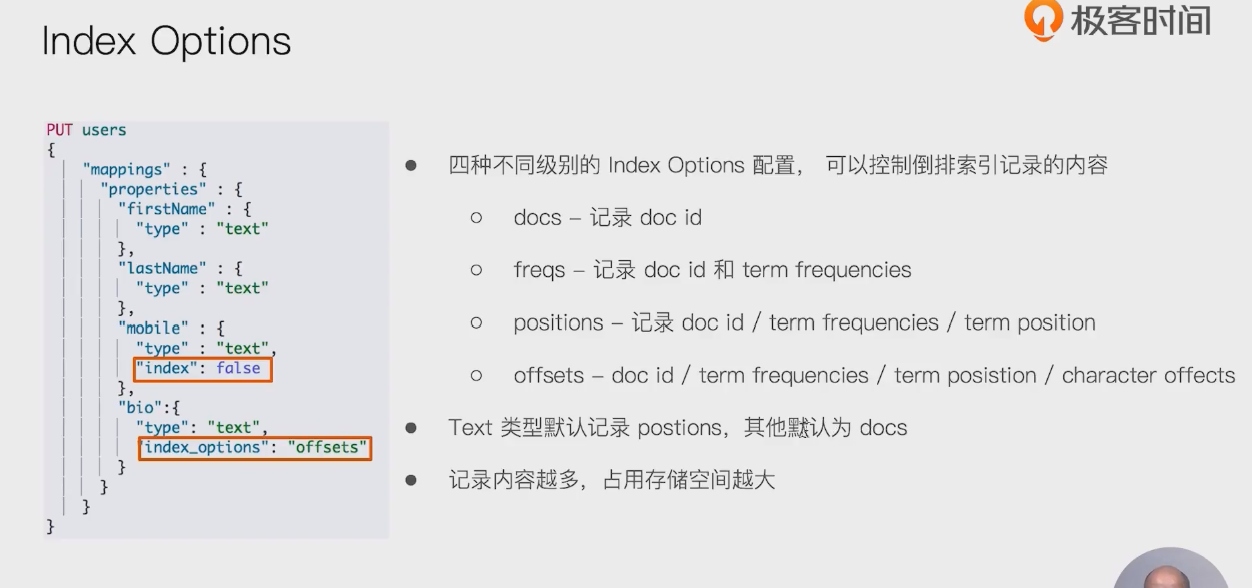 Index Options
极客时间
PUT users
{
"mappings" : {
"properties" : {
"firstName" : {
"type" : "text"
},
"lastName" : {
"type" : "text"
},
"mobile" : {
"type" : "text",
"index": false
},
"bio":{
"type": "text",
"index_options": "offsets"
}
}
}
}
● 四种不同级别的 Index Options 配置， 可以控制倒排索引记录的内容
○ docs – 记录 doc id
○ freqs – 记录 doc id 和 term frequencies
○ positions – 记录 doc id / term frequencies / term position
○ offsets – doc id / term frequencies / term posistion / character offects
● Text 类型默认记录 postions，其他默认为 docs
● 记录内容越多，占用存储空间越大